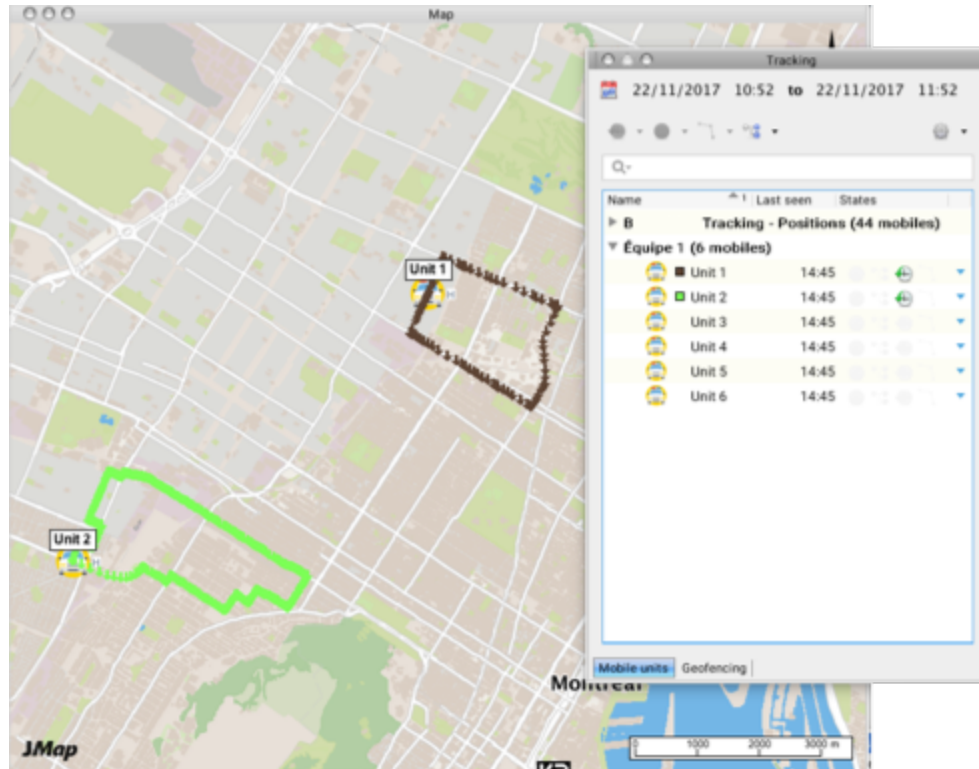 Map
Tracking
22/11/2017 10:52 to 22/11/2017 11:52
Name 1 Last seen States
B Tracking - Positions (44 mobiles)
Équipe 1 (6 mobiles)
Unit 1 14:45
Unit 2 14:45
Unit 3 14:45
Unit 4 14:45
Unit 5 14:45
Unit 6 14:45
Mobile units Geofencing
Unit 1
H
Unit 2
H
Montréal
JMap
0 1000 2000 3000 m